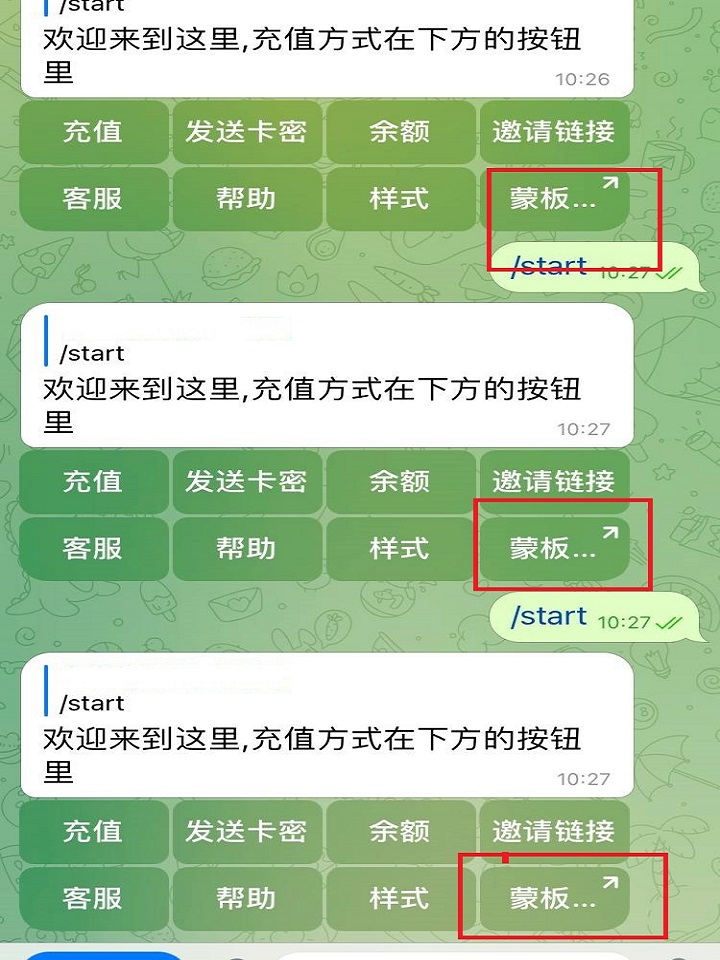 /start
欢迎来到这里,充值方式在下方的按钮
里
10:26
充值 发送卡密 余额 邀请链接
客服 帮助 样式 蒙板...
/start 10:27
/start
欢迎来到这里,充值方式在下方的按钮
里
10:27
充值 发送卡密 余额 邀请链接
客服 帮助 样式 蒙板...
/start 10:27
/start
欢迎来到这里,充值方式在下方的按钮
里
10:27
充值 发送卡密 余额 邀请链接
客服 帮助 样式 蒙板...